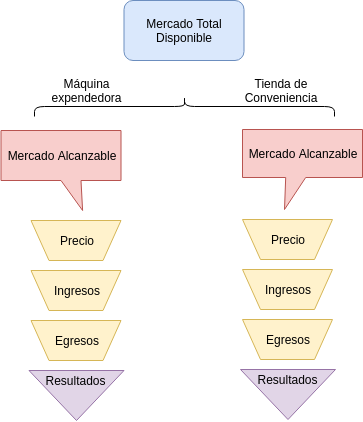 Mercado Total
Disponible
Máquina
expendedora
Tienda de
Conveniencia
Mercado Alcanzable
Mercado Alcanzable
Precio
Precio
Ingresos
Ingresos
Egresos
Egresos
Resultados
Resultados